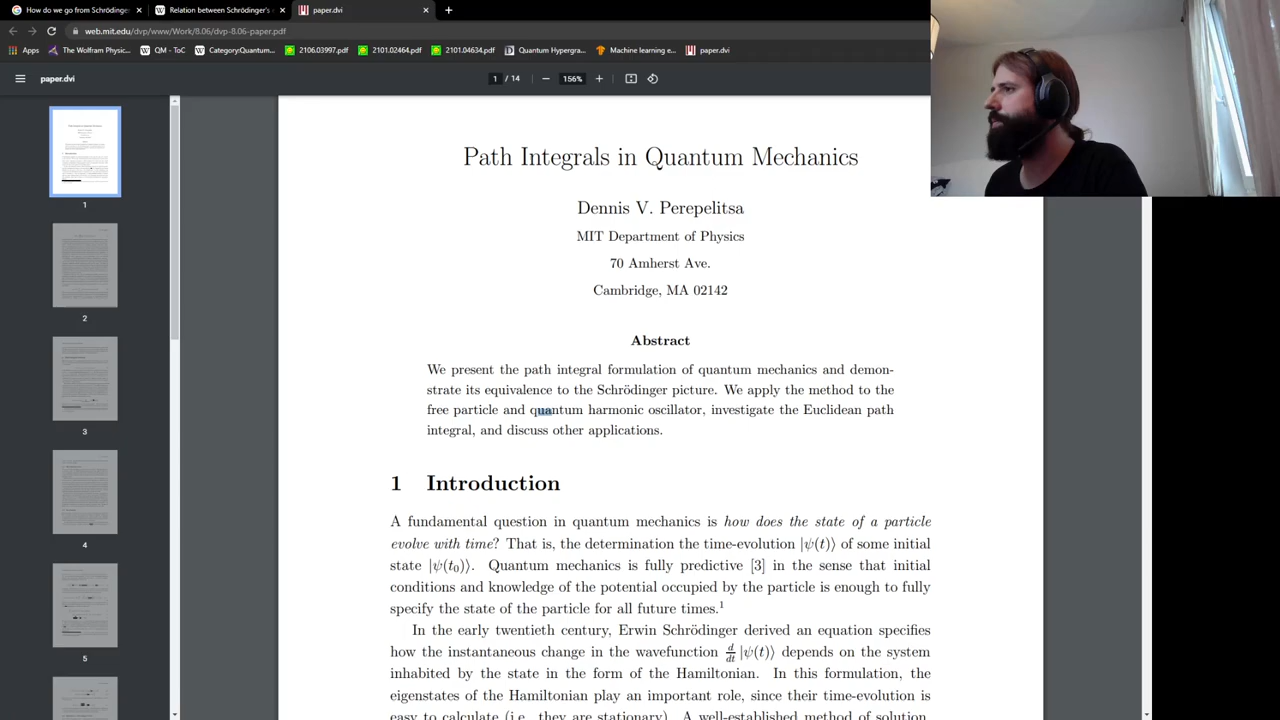 How do we go from Schröding
Relation between Schrödinger's
paper.dvi
web.mit.edu/dvp/www/Work/8.06/dvp-8.06-paper.pdf
Apps
The Wolfram Physic...
QM - ToC
Category:Quantum...
2106.03997.pdf
2101.02464.pdf
2101.04634.pdf
Quantum Hypergra...
Machine learning e...
paper.dvi
paper.dvi
1 / 14
156%
1
2
3
4
5
Path Integrals in Quantum Mechanics
Dennis V. Perepelitsa
MIT Department of Physics
70 Amherst Ave.
Cambridge, MA 02142
Abstract
We present the path integral formulation of quantum mechanics and demon-
strate its equivalence to the Schrödinger picture. We apply the method to the
free particle and quantum harmonic oscillator, investigate the Euclidean path
integral, and discuss other applications.
1 Introduction
A fundamental question in quantum mechanics is how does the state of a particle
evolve with time? That is, the determination the time-evolution |ψ(t)⟩ of some initial
state |ψ(t₀)⟩. Quantum mechanics is fully predictive [3] in the sense that initial
conditions and knowledge of the potential occupied by the particle is enough to fully
specify the state of the particle for all future times.¹
In the early twentieth century, Erwin Schrödinger derived an equation specifies
how the instantaneous change in the wavefunction d/dt |ψ(t)⟩ depends on the system
inhabited by the state in the form of the Hamiltonian. In this formulation, the
eigenstates of the Hamiltonian play an important role, since their time-evolution is
easy to calculate (i.e. they are stationary). A well-established method of solution,